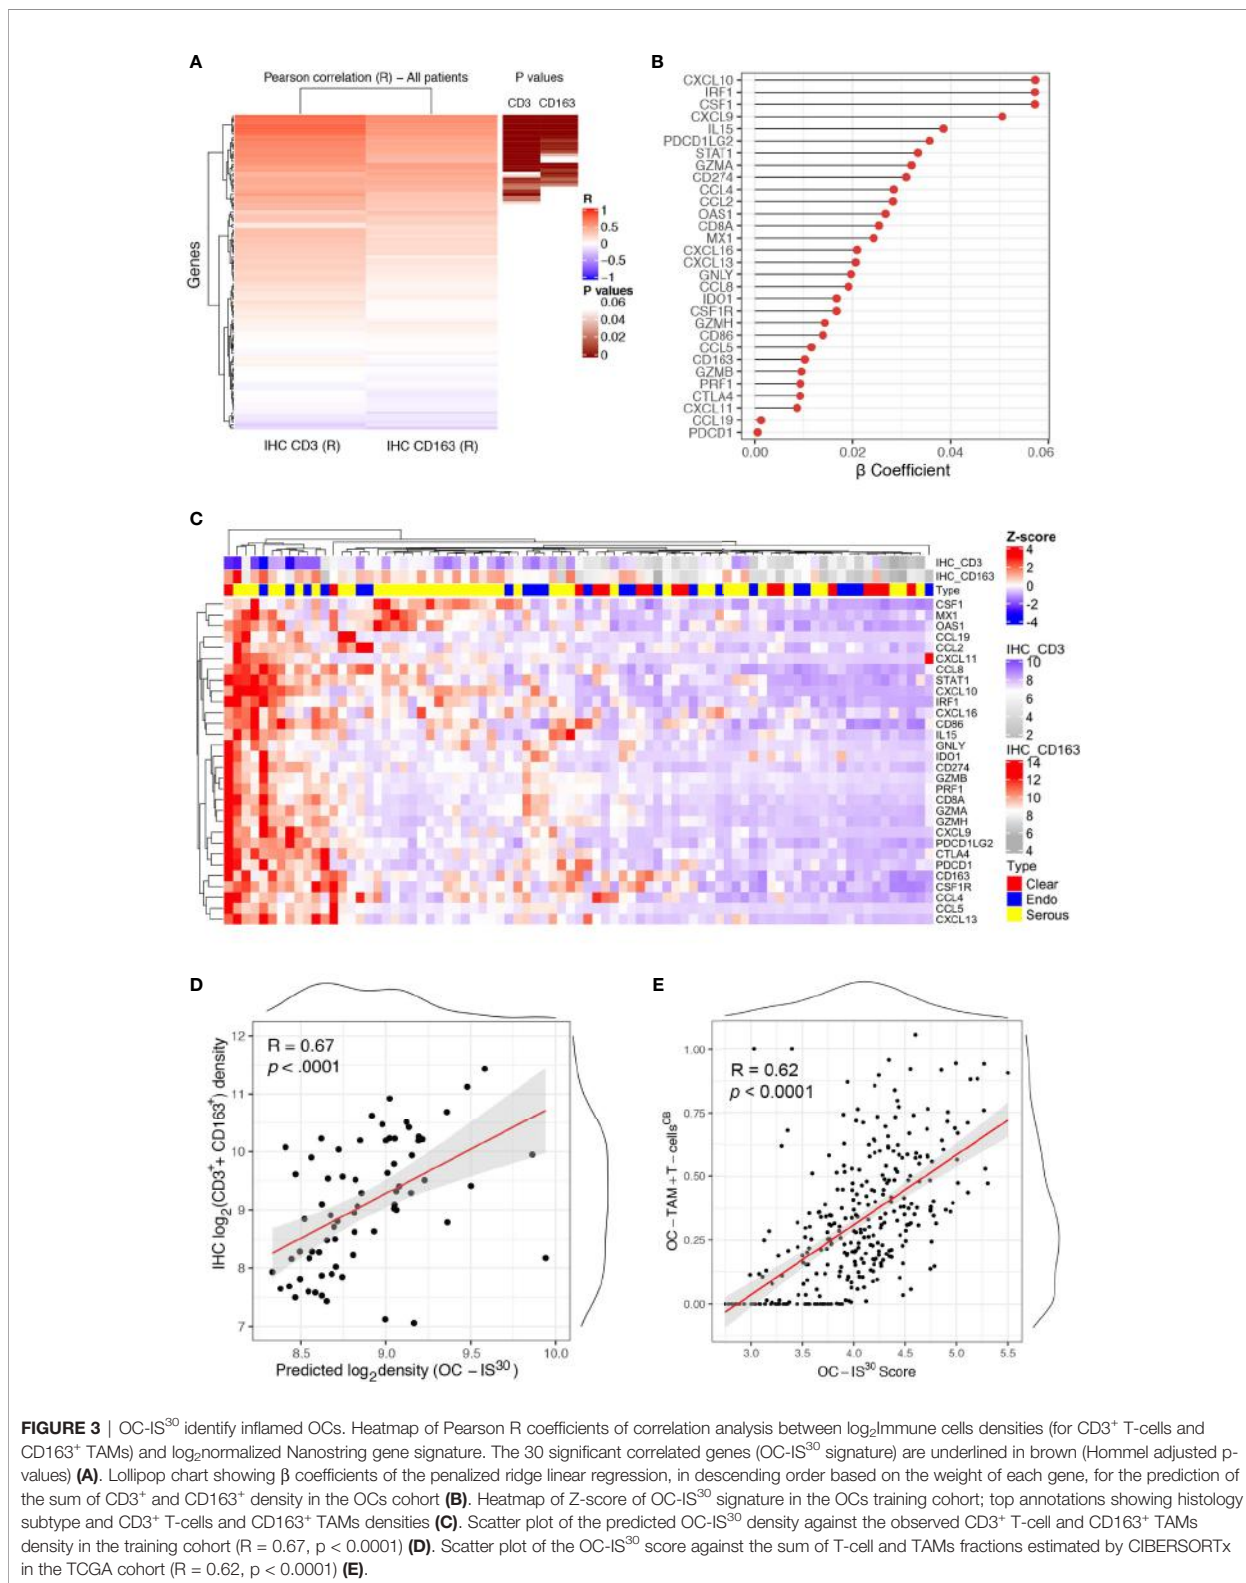 A
Pearson correlation (R) – All patients
P values
CD3 CD163
Genes
R
1
0.5
0
−0.5
−1
P values
0.06
0.04
0.02
0
IHC CD3 (R)
IHC CD163 (R)
B
CXCL10
IRF1
CSF1
CXCL9
IL15
PDCD1LG2
STAT1
GZMA
CD274
CCL4
CCL2
OAS1
CD8A
MX1
CXCL16
CXCL13
GNLY
CCL8
IDO1
CSF1R
GZMH
CD86
CCL5
CD163
GZMB
PRF1
CTLA4
CXCL11
CCL19
PDCD1
0.00 0.02 0.04 0.06
β Coefficient
C
IHC_CD3
IHC_CD163
Type
CSF1
MX1
OAS1
CCL19
CCL2
CXCL11
CCL8
STAT1
CXCL10
IRF1
CXCL16
CD86
IL15
GNLY
IDO1
CD274
GZMB
PRF1
CD8A
GZMA
GZMH
CXCL9
PDCD1LG2
CTLA4
PDCD1
CD163
CSF1R
CCL4
CCL5
CXCL13
Z-score
4
2
0
-2
-4
IHC_CD3
10
8
6
4
2
IHC_CD163
14
12
10
8
6
4
Type
Clear
Endo
Serous
D
R = 0.67
p < .0001
IHC log₂(CD3⁺+ CD163⁺) density
12
11
10
9
8
7
8.5 9.0 9.5 10.0
Predicted log₂density (OC – IS³⁰)
E
R = 0.62
p < 0.0001
OC – TAM + T – cellsᶜᴮ
1.00
0.75
0.50
0.25
0.00
3.0 3.5 4.0 4.5 5.0 5.5
OC – IS³⁰ Score
FIGURE 3 | OC-IS³⁰ identify inflamed OCs. Heatmap of Pearson R coefficients of correlation analysis between log₂Immune cells densities (for CD3⁺ T-cells and
CD163⁺ TAMs) and log₂normalized Nanostring gene signature. The 30 significant correlated genes (OC-IS³⁰ signature) are underlined in brown (Hommel adjusted p-
values) (A). Lollipop chart showing β coefficients of the penalized ridge linear regression, in descending order based on the weight of each gene, for the prediction of
the sum of CD3⁺ and CD163⁺ density in the OCs cohort (B). Heatmap of Z-score of OC-IS³⁰ signature in the OCs training cohort; top annotations showing histology
subtype and CD3⁺ T-cells and CD163⁺ TAMs densities (C). Scatter plot of the predicted OC-IS³⁰ density against the observed CD3⁺ T-cell and CD163⁺ TAMs
density in the training cohort (R = 0.67, p < 0.0001) (D). Scatter plot of the OC-IS³⁰ score against the sum of T-cell and TAMs fractions estimated by CIBERSORTx
in the TCGA cohort (R = 0.62, p < 0.0001) (E).